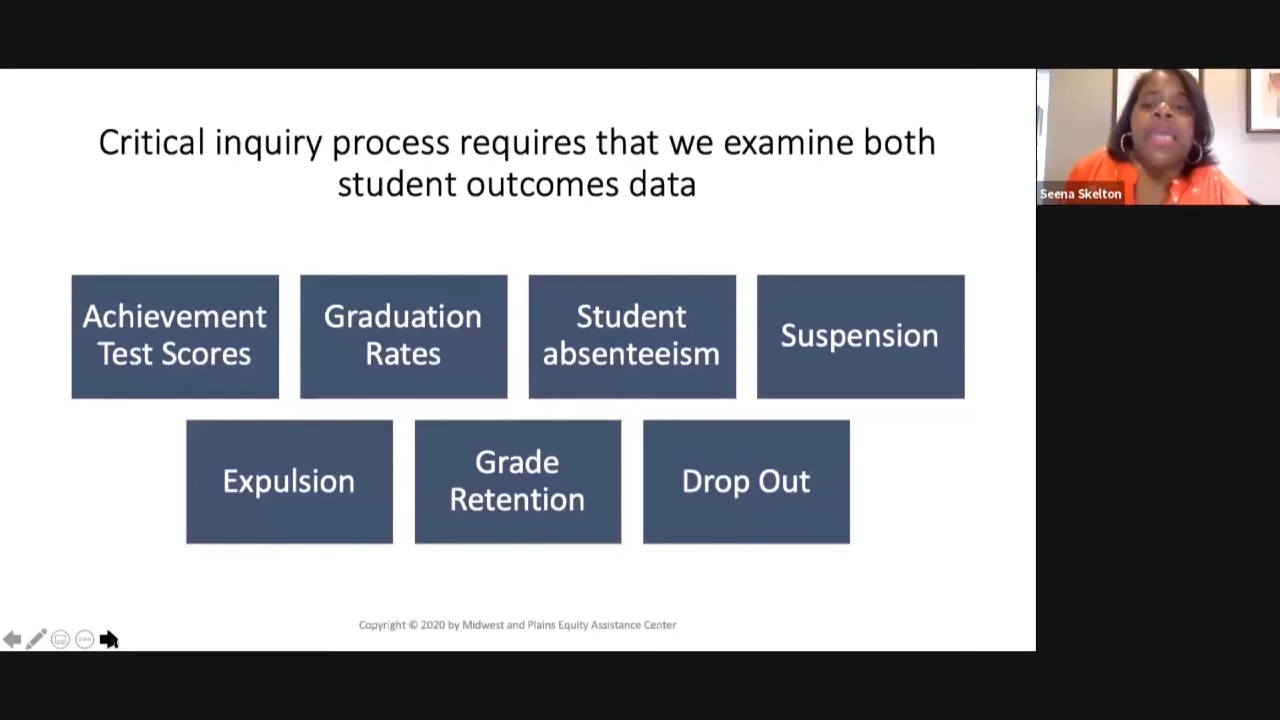 Critical inquiry process requires that we examine both
student outcomes data
Seena Skelton
Achievement
Test Scores
Graduation
Rates
Student
absenteeism
Suspension
Expulsion
Grade
Retention
Drop Out
Copyright © 2020 by Midwest and Plains Equity Assistance Center